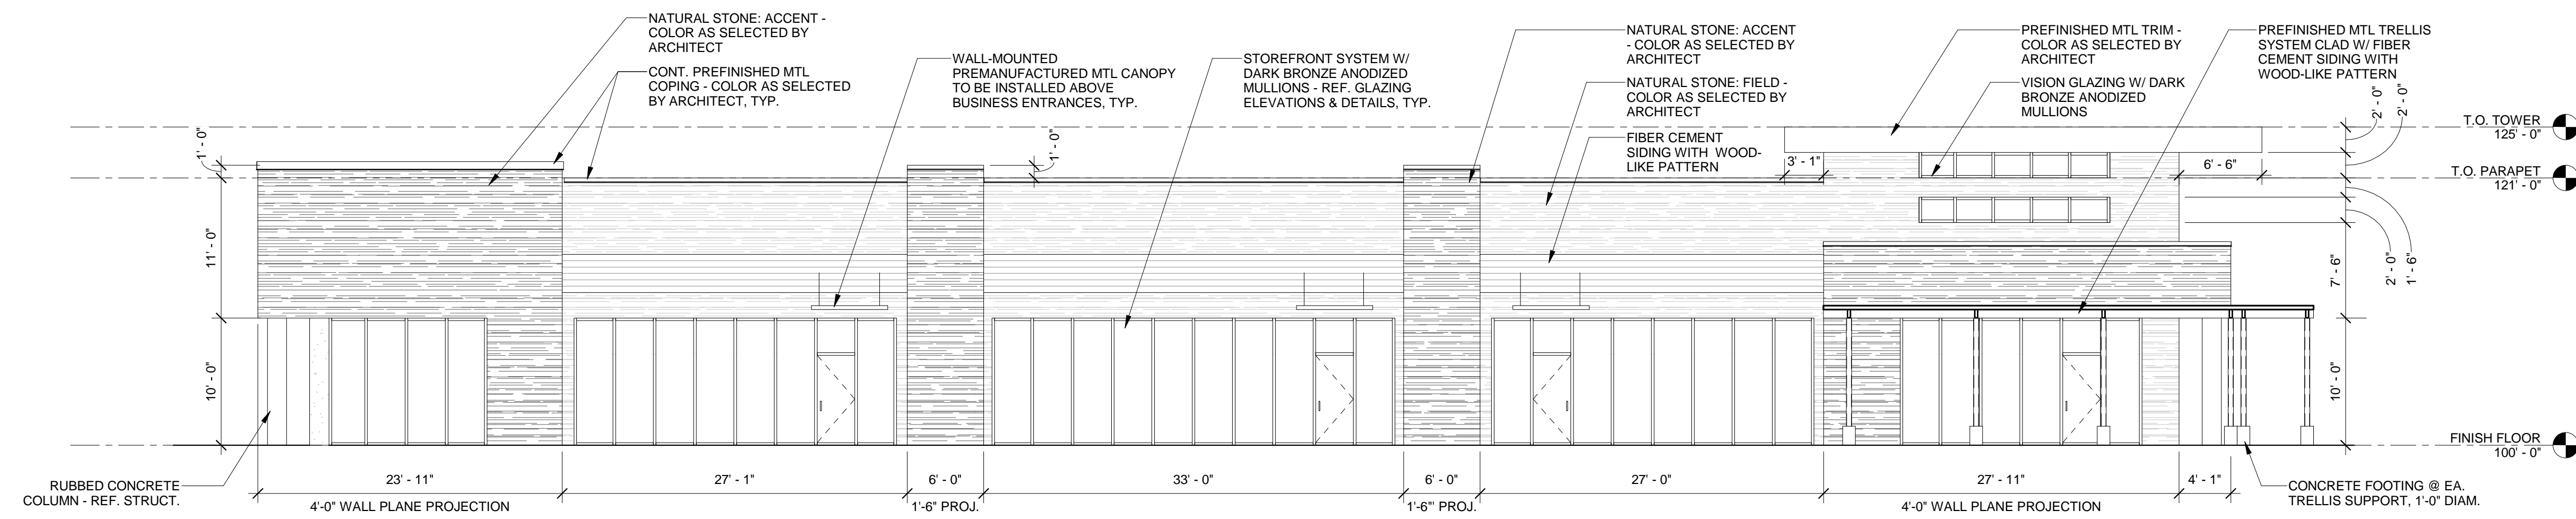 NATURAL STONE: ACCENT -
COLOR AS SELECTED BY
ARCHITECT
CONT. PREFINISHED MTL
COPING - COLOR AS SELECTED
BY ARCHITECT, TYP.
WALL-MOUNTED
PREMANUFACTURED MTL CANOPY
TO BE INSTALLED ABOVE
BUSINESS ENTRANCES, TYP.
STOREFRONT SYSTEM W/
DARK BRONZE ANODIZED
MULLIONS - REF. GLAZING
ELEVATIONS & DETAILS, TYP.
NATURAL STONE: ACCENT
- COLOR AS SELECTED BY
ARCHITECT
NATURAL STONE: FIELD -
COLOR AS SELECTED BY
ARCHITECT
FIBER CEMENT
SIDING WITH WOOD-
LIKE PATTERN
PREFINISHED MTL TRIM -
COLOR AS SELECTED BY
ARCHITECT
VISION GLAZING W/ DARK
BRONZE ANODIZED
MULLIONS
PREFINISHED MTL TRELLIS
SYSTEM CLAD W/ FIBER
CEMENT SIDING WITH
WOOD-LIKE PATTERN
T.O. TOWER
125' - 0"
T.O. PARAPET
121' - 0"
FINISH FLOOR
100' - 0"
1' - 0"
11' - 0"
10' - 0"
1' - 0"
3' - 1"
6' - 6"
2' - 0"
2' - 0"
7' - 6"
2' - 0"
1' - 6"
10' - 0"
RUBBED CONCRETE
COLUMN - REF. STRUCT.
23' - 11"
27' - 1"
6' - 0"
33' - 0"
6' - 0"
27' - 0"
27' - 11"
4' - 1"
4'-0" WALL PLANE PROJECTION
1'-6" PROJ.
1'-6"' PROJ.
4'-0" WALL PLANE PROJECTION
CONCRETE FOOTING @ EA.
TRELLIS SUPPORT, 1'-0" DIAM.